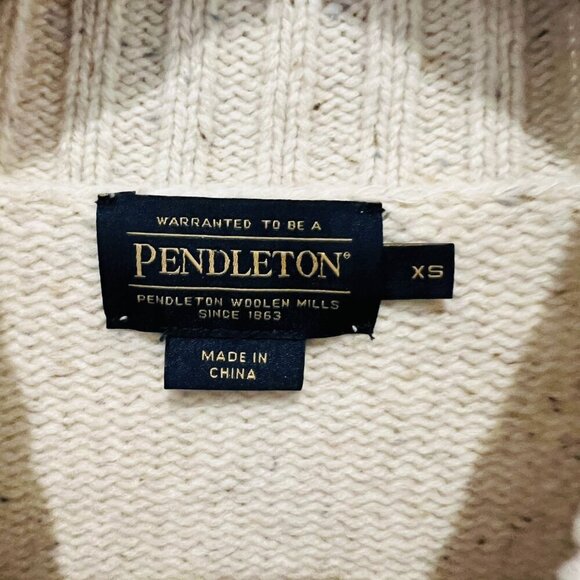 WARRANTED TO BE A
PENDLETON®
XS
PENDLETON WOOLEN MILLS
SINCE 1863
MADE IN
CHINA